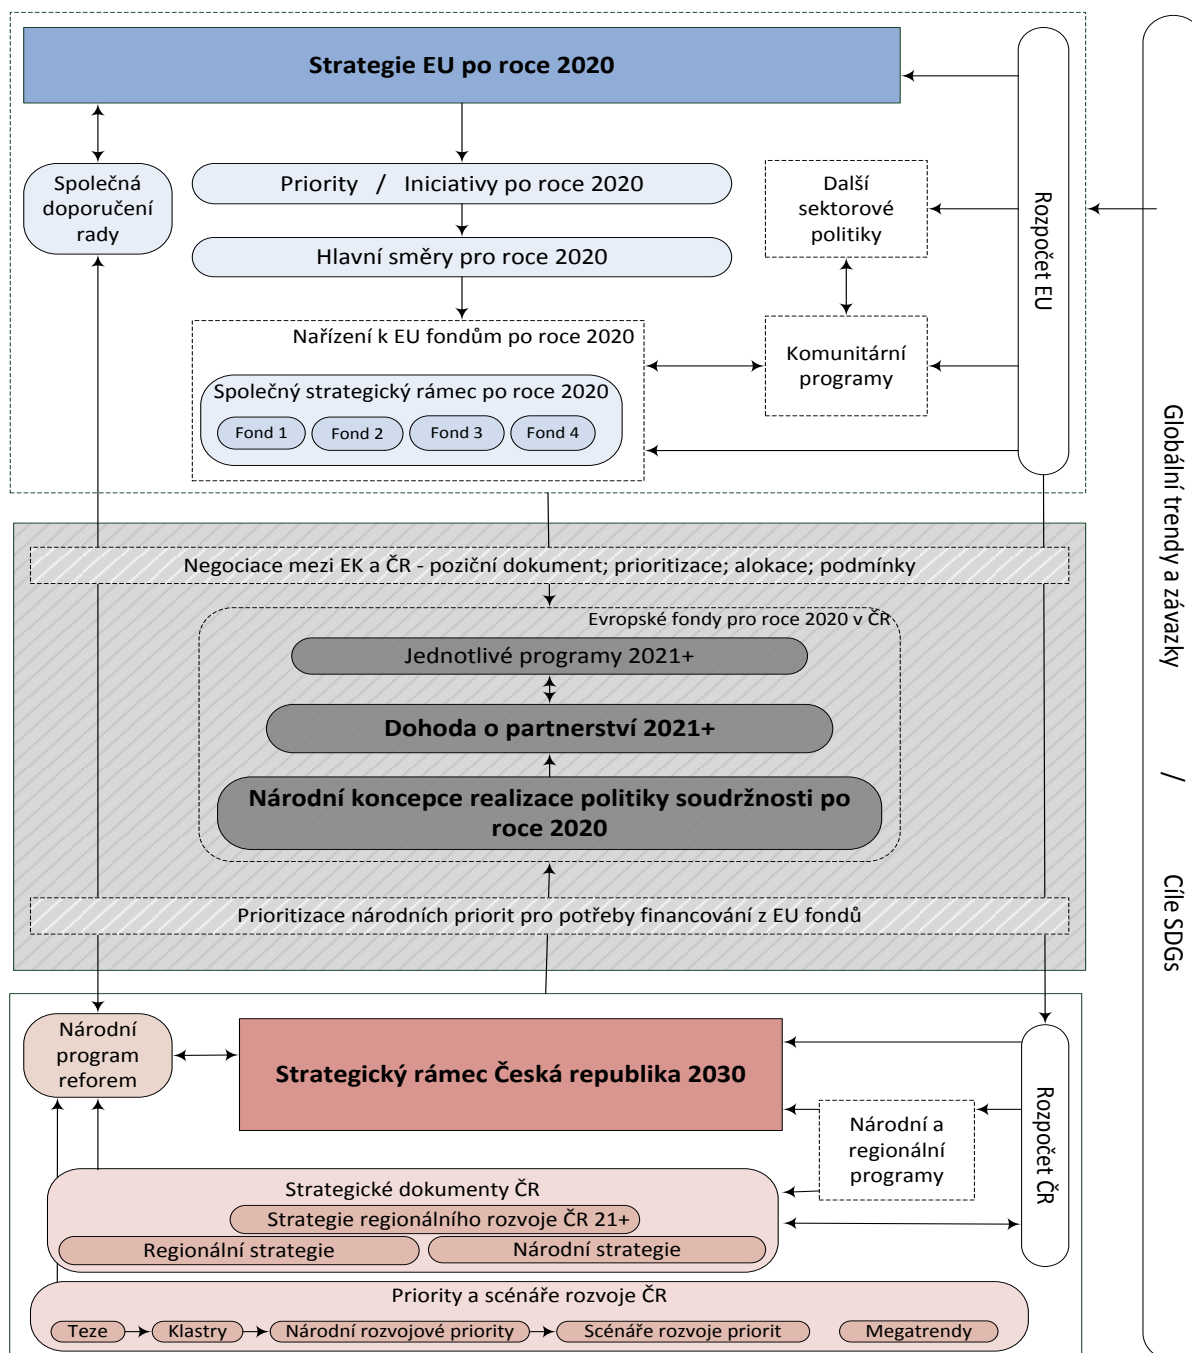 Strategie EU po roce 2020
Společná
doporučení
rady
Priority / Iniciativy po roce 2020
Další
sektorové
politiky
Rozpočet EU
Hlavní směry pro roce 2020
Nařízení k EU fondům po roce 2020
Komunitární
programy
Společný strategický rámec po roce 2020
Fond 1
Fond 2
Fond 3
Fond 4
Globální trendy a závazky / Cíle SDGs
Negociace mezi EK a ČR - poziční dokument; prioritizace; alokace; podmínky
Evropské fondy pro roce 2020 v ČR
Jednotlivé programy 2021+
Dohoda o partnerství 2021+
Národní koncepce realizace politiky soudržnosti po
roce 2020
Prioritizace národních priorit pro potřeby financování z EU fondů
Národní
program
reforem
Strategický rámec Česká republika 2030
Národní a
regionální
programy
Rozpočet ČR
Strategické dokumenty ČR
Strategie regionálního rozvoje ČR 21+
Regionální strategie
Národní strategie
Priority a scénáře rozvoje ČR
Teze
Klastry
Národní rozvojové priority
Scénáře rozvoje priorit
Megatrendy